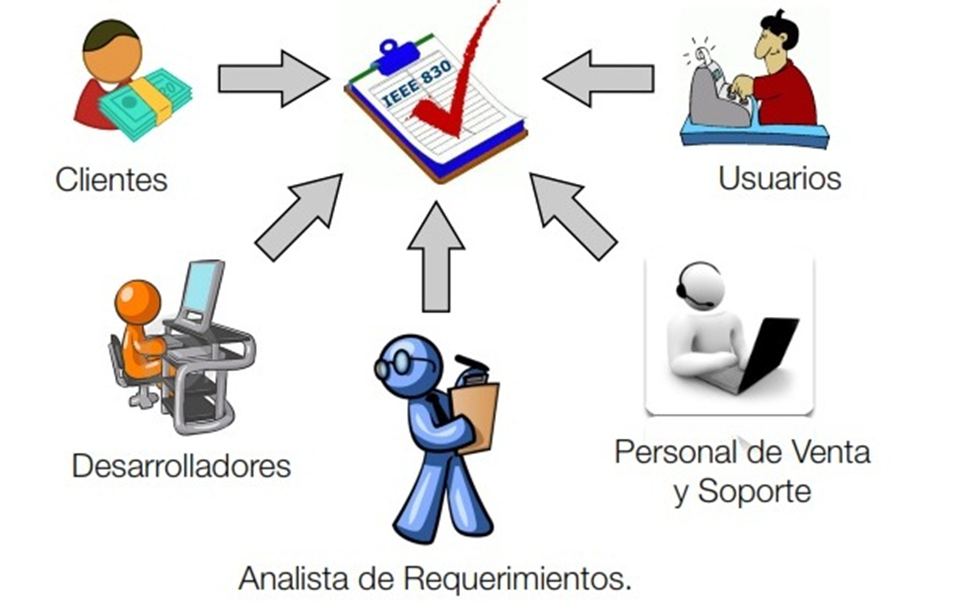 IEEE 830
Clientes
Usuarios
Desarrolladores
Personal de Venta
y Soporte
Analista de Requerimientos.